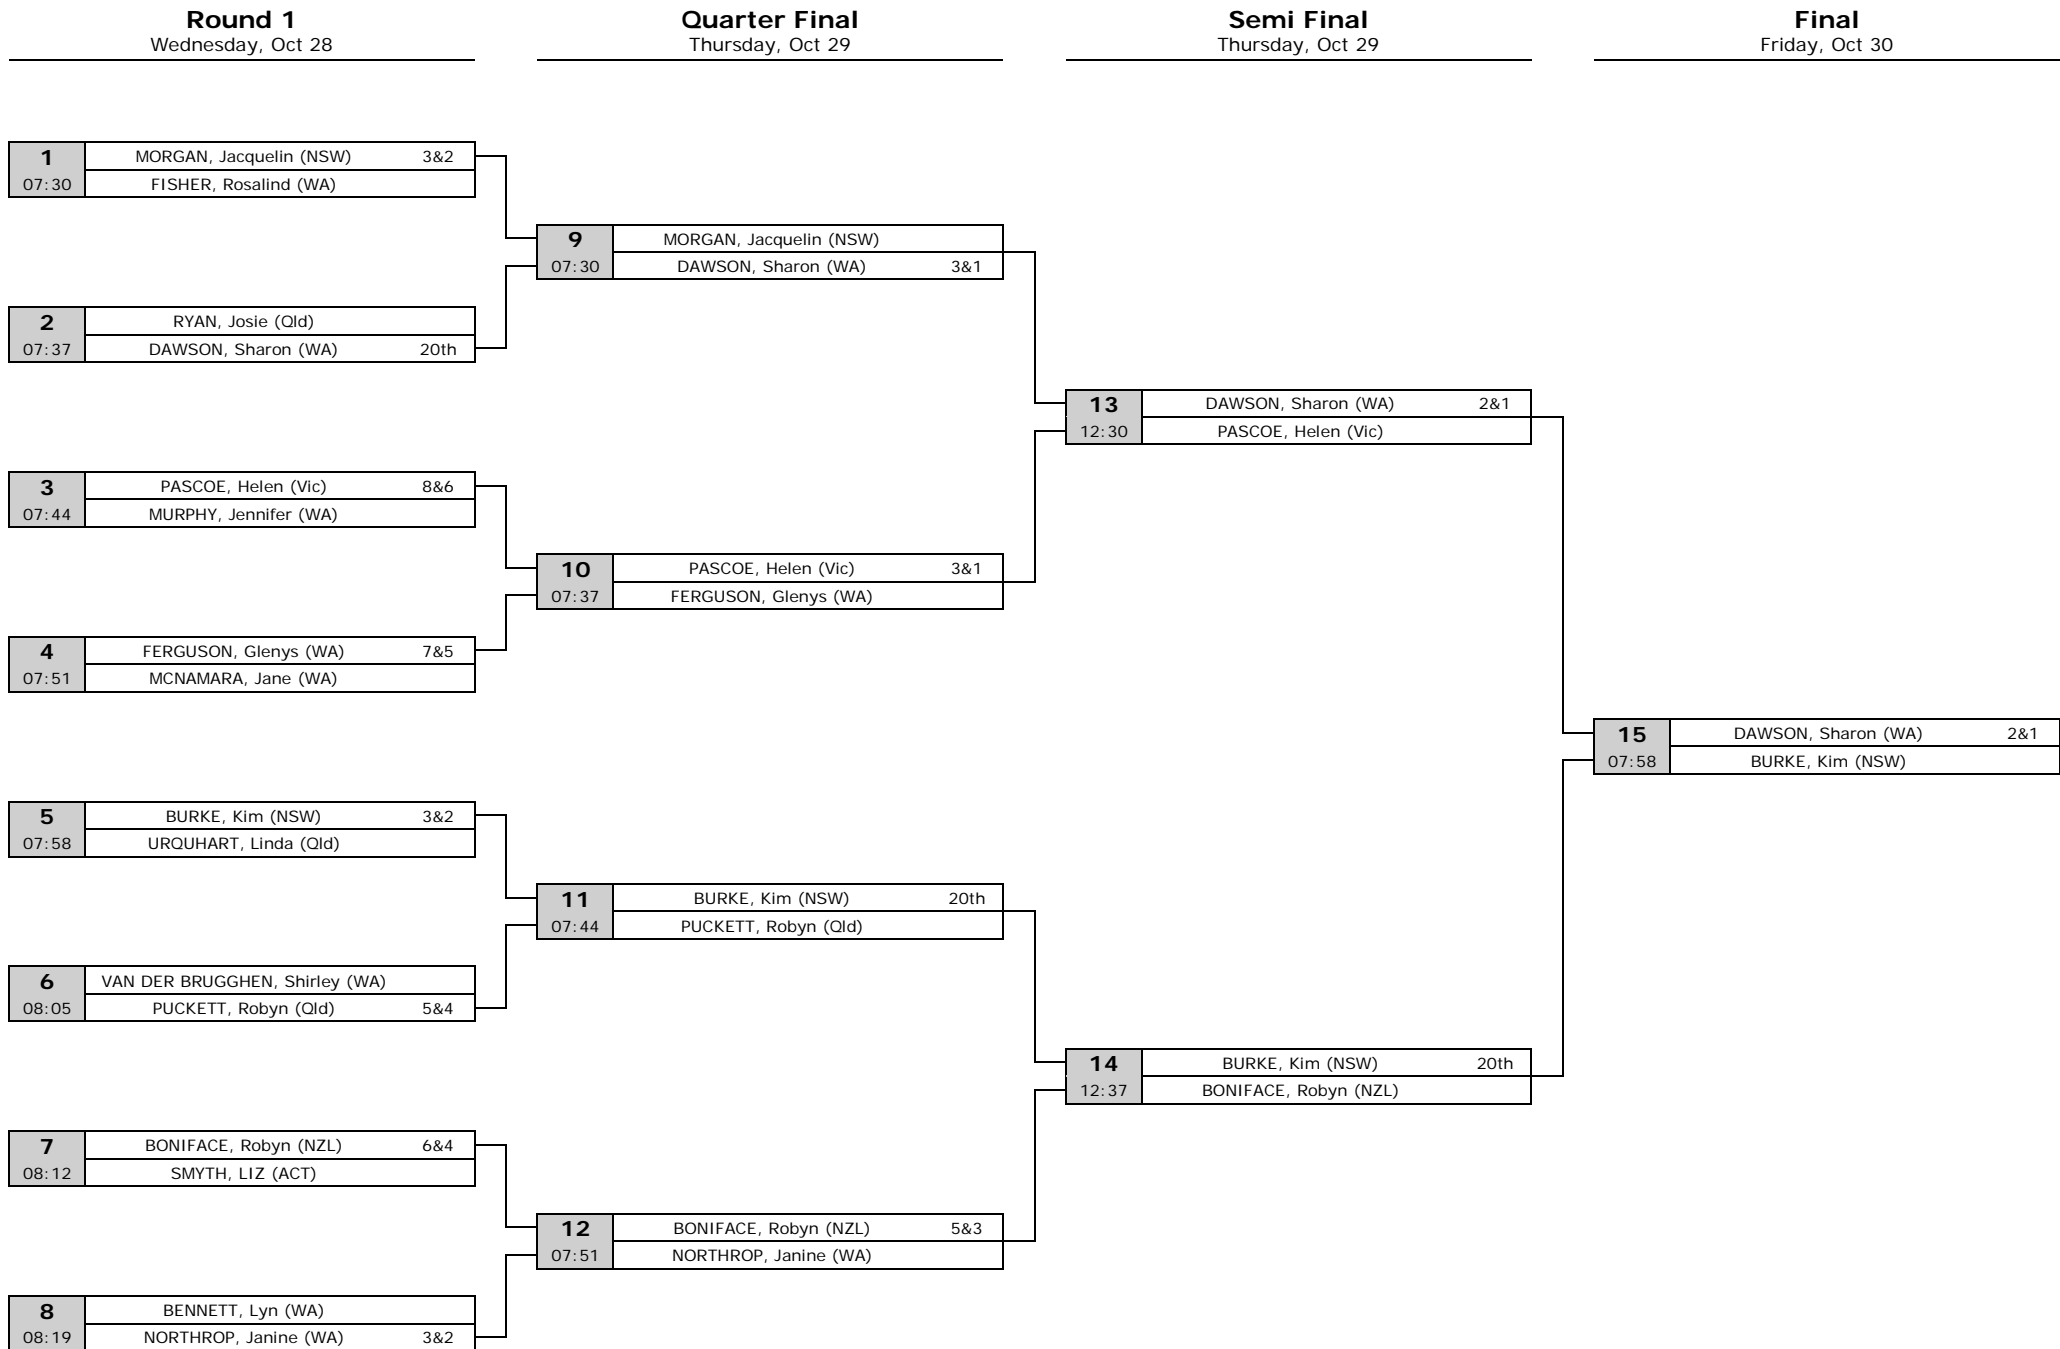 Round 1
Wednesday, Oct 28
Quarter Final
Thursday, Oct 29
Semi Final
Thursday, Oct 29
Final
Friday, Oct 30
1 MORGAN, Jacquelin (NSW) 3&2
07:30 FISHER, Rosalind (WA)
2 RYAN, Josie (Qld)
07:37 DAWSON, Sharon (WA) 20th
3 PASCOE, Helen (Vic) 8&6
07:44 MURPHY, Jennifer (WA)
4 FERGUSON, Glenys (WA) 7&5
07:51 MCNAMARA, Jane (WA)
5 BURKE, Kim (NSW) 3&2
07:58 URQUHART, Linda (Qld)
6 VAN DER BRUGGHEN, Shirley (WA)
08:05 PUCKETT, Robyn (Qld) 5&4
7 BONIFACE, Robyn (NZL) 6&4
08:12 SMYTH, LIZ (ACT)
8 BENNETT, Lyn (WA)
08:19 NORTHROP, Janine (WA) 3&2
9 MORGAN, Jacquelin (NSW)
07:30 DAWSON, Sharon (WA) 3&1
10 PASCOE, Helen (Vic) 3&1
07:37 FERGUSON, Glenys (WA)
11 BURKE, Kim (NSW) 20th
07:44 PUCKETT, Robyn (Qld)
12 BONIFACE, Robyn (NZL) 5&3
07:51 NORTHROP, Janine (WA)
13 DAWSON, Sharon (WA) 2&1
12:30 PASCOE, Helen (Vic)
14 BURKE, Kim (NSW) 20th
12:37 BONIFACE, Robyn (NZL)
15 DAWSON, Sharon (WA) 2&1
07:58 BURKE, Kim (NSW)